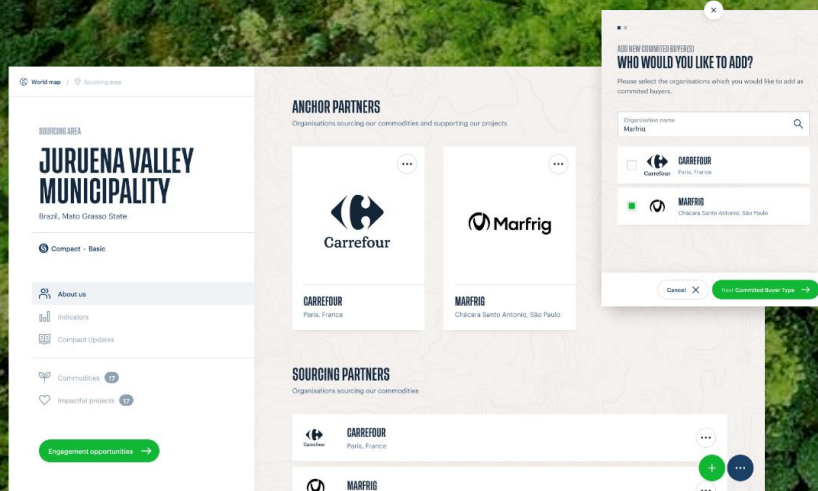 World map / Sourcing area
SOURCING AREA
JURUENA VALLEY
MUNICIPALITY
Brazil, Mato Grasso State
Compact - Basic
About us
Indicators
Compact Updates
Commodities 17
Impactful projects 17
Engagement opportunities
ANCHOR PARTNERS
Organisations sourcing our commodities and supporting our projects
Carrefour
CARREFOUR
Paris, France
Marfrig
MARFRIG
Chácara Santo Antonio, São Paulo
SOURCING PARTNERS
Organisations sourcing our commodities
Carrefour
CARREFOUR
Paris, France
MARFRIG
ADD NEW COMMITED BUYER(S)
WHO WOULD YOU LIKE TO ADD?
Please select the organisations which you would like to add as
commited buyers.
Organisation name
Marfrig
Carrefour
CARREFOUR
Paris, France
MARFRIG
Chácara Santo Antonio, São Paulo
Cancel
Next Commited Buyer Type